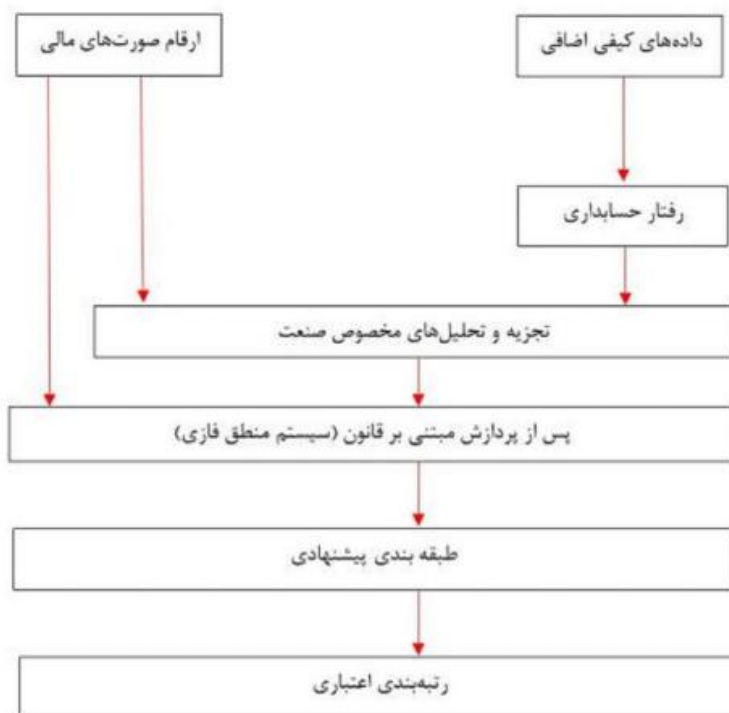 ارقام صورت‌های مالی
داده‌های کیفی اضافی
رفتار حسابداری
تجزیه و تحلیل‌های مخصوص صنعت
پس از پردازش مبتنی بر قانون (سیستم منطق فازی)
طبقه بندی پیشنهادی
رتبه‌بندی اعتباری